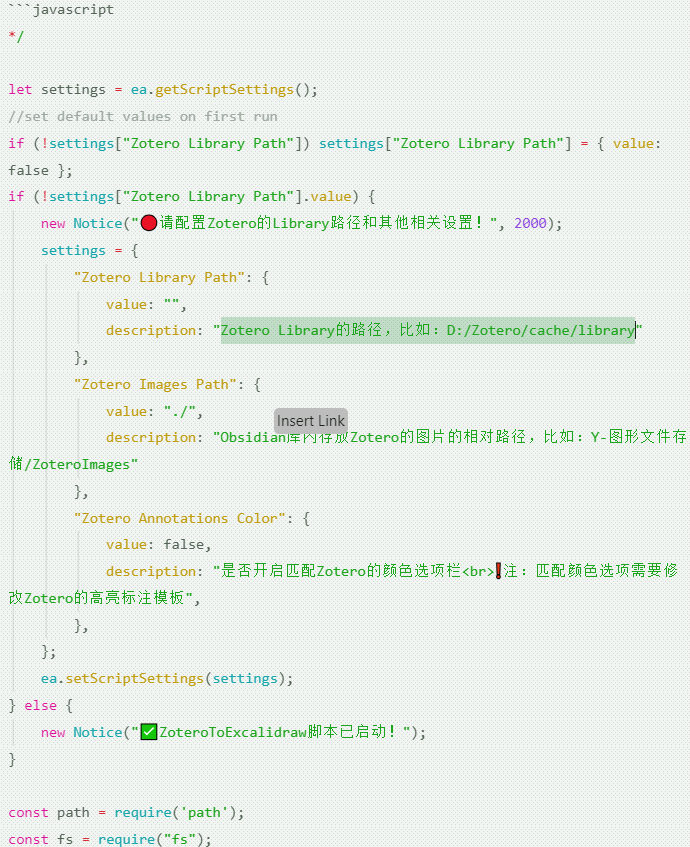 ```javascript
*/
let settings = ea.getScriptSettings();
//set default values on first run
if (!settings["Zotero Library Path"]) settings["Zotero Library Path"] = { value:
false };
if (!settings["Zotero Library Path"].value) {
new Notice("🔴请配置Zotero的Library路径和其他相关设置！", 2000);
settings = {
"Zotero Library Path": {
value: "",
description: "Zotero Library的路径，比如：D:/Zotero/cache/library"
},
"Zotero Images Path": {
value: "./",
Insert Link
description: "Obsidian库内存放Zotero的图片的相对路径，比如：Y-图形文件存
储/ZoteroImages"
},
"Zotero Annotations Color": {
value: false,
description: "是否开启匹配Zotero的颜色选项栏<br>❗注：匹配颜色选项需要修
改Zotero的高亮标注模板",
},
};
ea.setScriptSettings(settings);
} else {
new Notice("✅ZoteroToExcalidraw脚本已启动！");
}
const path = require('path');
const fs = require("fs");